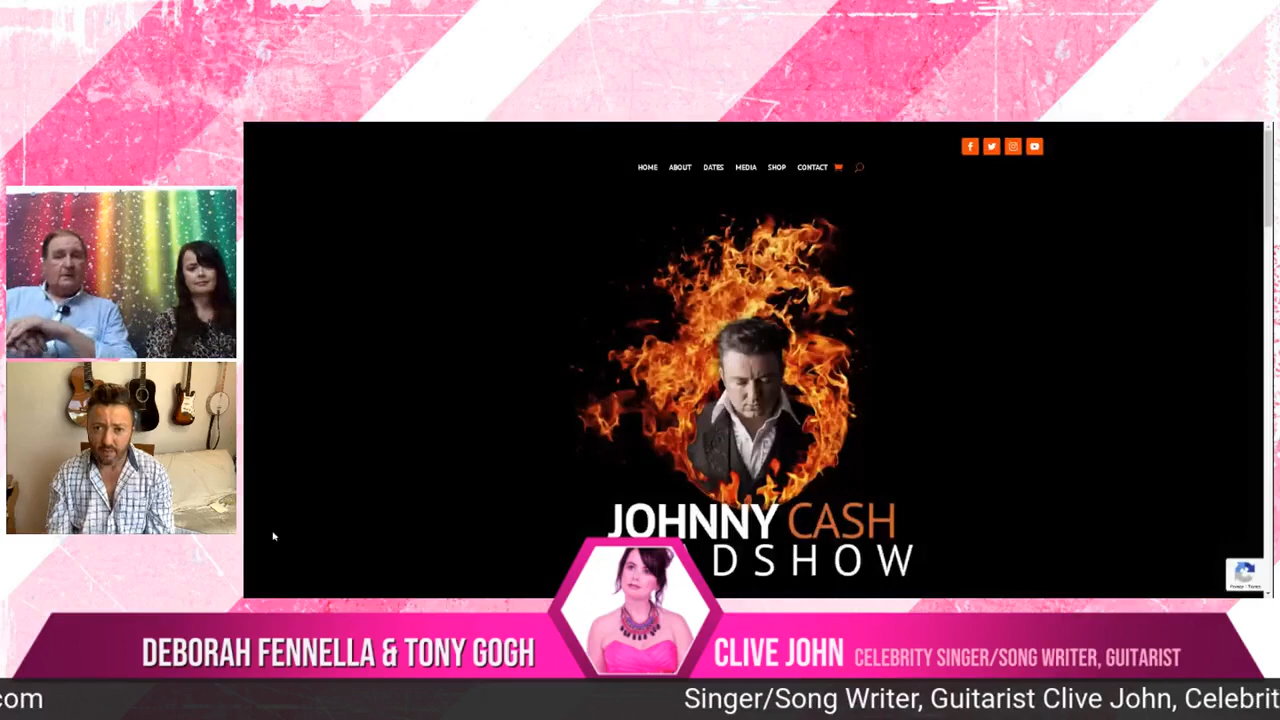 HOME ABOUT DATES MEDIA SHOP CONTACT
JOHNNY CASH
DSHOW
DEBORAH FENNELLA & TONY GOGH
CLIVE JOHN CELEBRITY SINGER/SONG WRITER, GUITARIST
com Singer/Song Writer, Guitarist Clive John, Celebrit